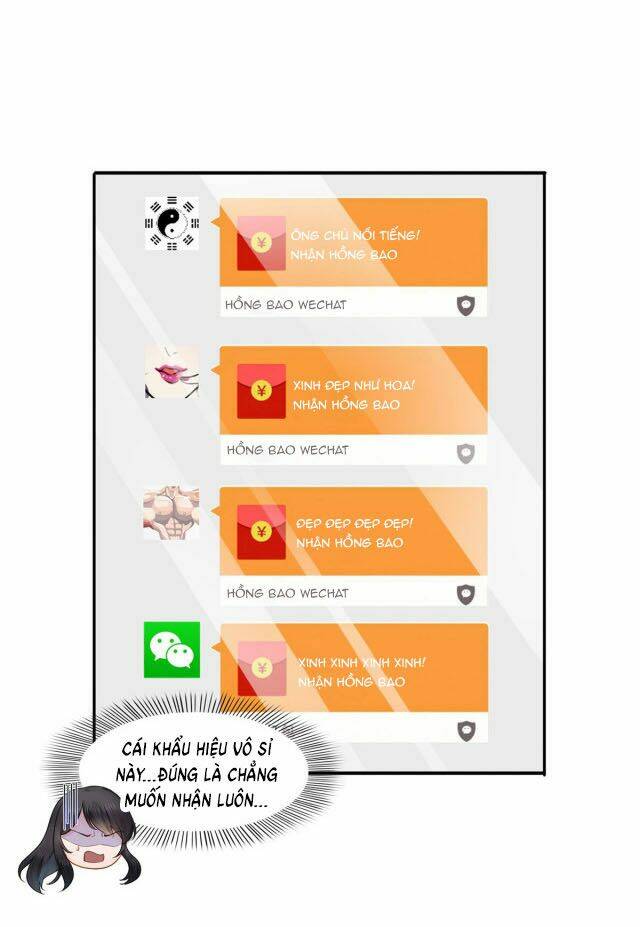 ÔNG CHỦ NỔI TIẾNG!
NHẬN HỒNG BAO
HỒNG BAO WECHAT
XINH ĐẸP NHƯ HOA!
NHẬN HỒNG BAO
HỒNG BAO WECHAT
ĐẸP ĐẸP ĐẸP ĐẸP!
NHẬN HỒNG BAO
HỒNG BAO WECHAT
XINH XINH XINH XINH!
NHẬN HỒNG BAO
CÁI KHẨU HIỆU VÔ SỈ
NÀY...ĐÚNG LÀ CHẲNG
MUỐN NHẬN LUÔN...